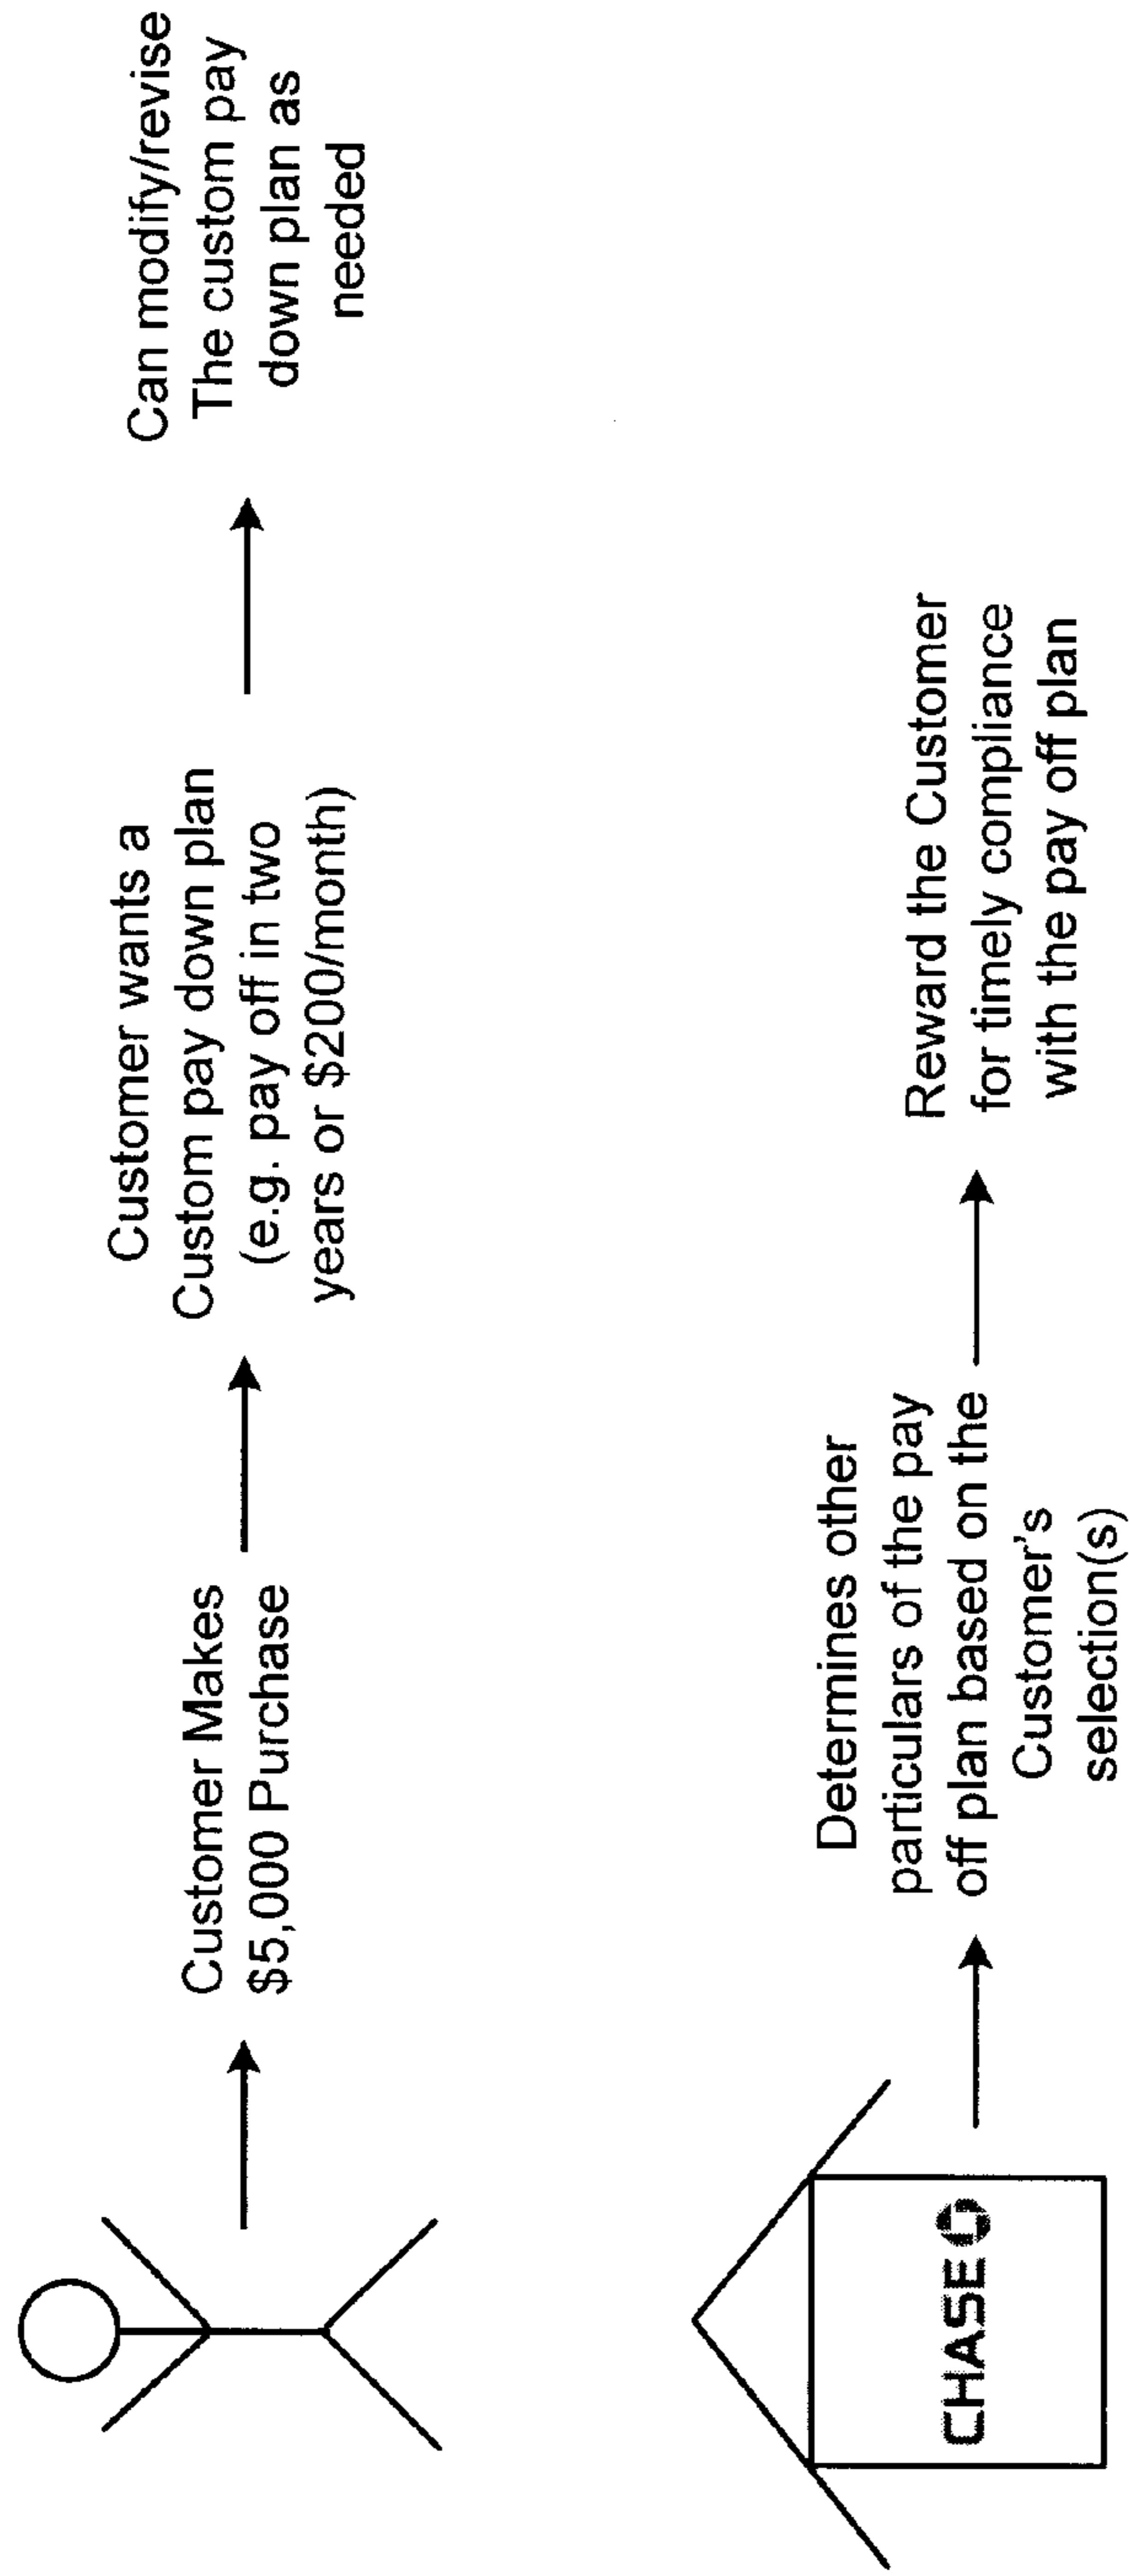 Customer Makes
$5,000 Purchase
Customer wants a
Custom pay down plan
(e.g. pay off in two
years or $200/month)
Can modify/revise
The custom pay
down plan as
needed
CHASE
Determines other
particulars of the pay
off plan based on the
Customer's
selection(s)
Reward the Customer
for timely compliance
with the pay off plan